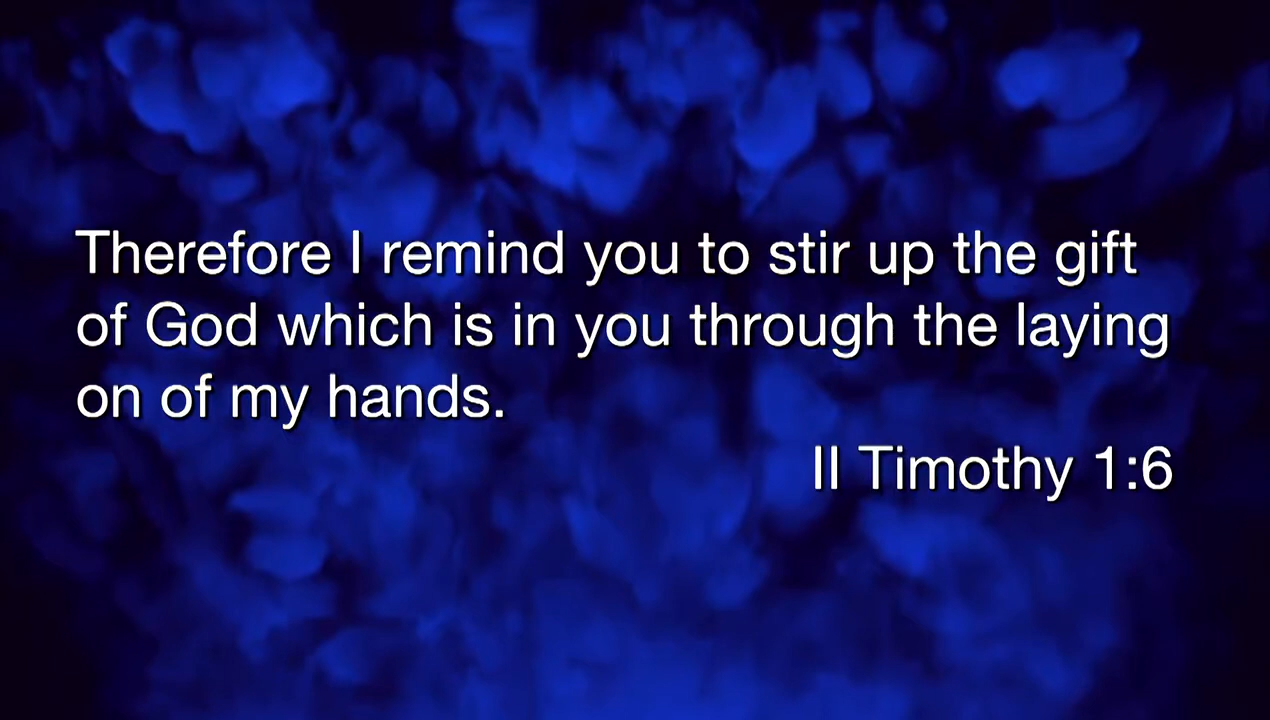 Therefore I remind you to stir up the gift
of God which is in you through the laying
on of my hands.
II Timothy 1:6